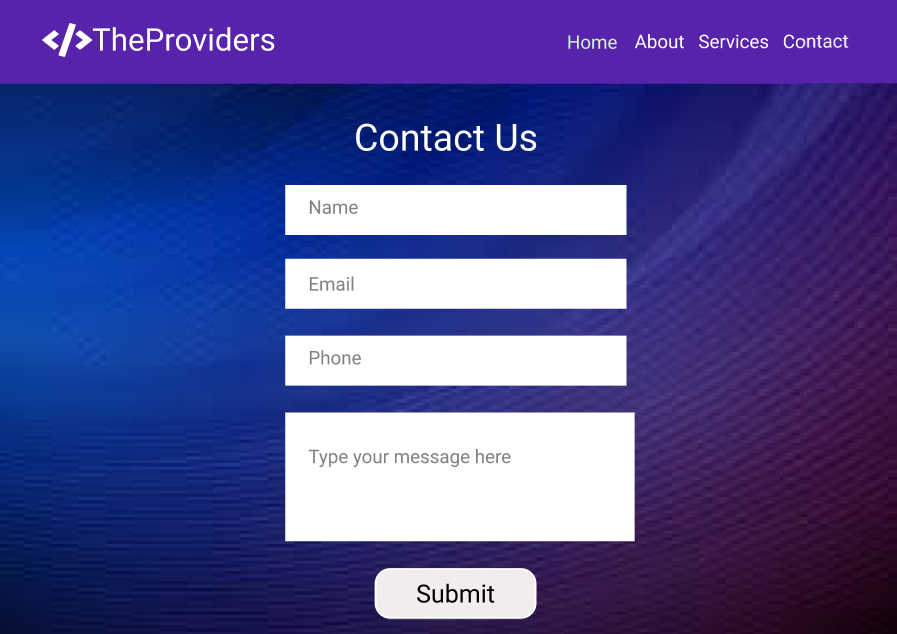 </>TheProviders
Home About Services Contact
Contact Us
Name
Email
Phone
Type your message here
Submit